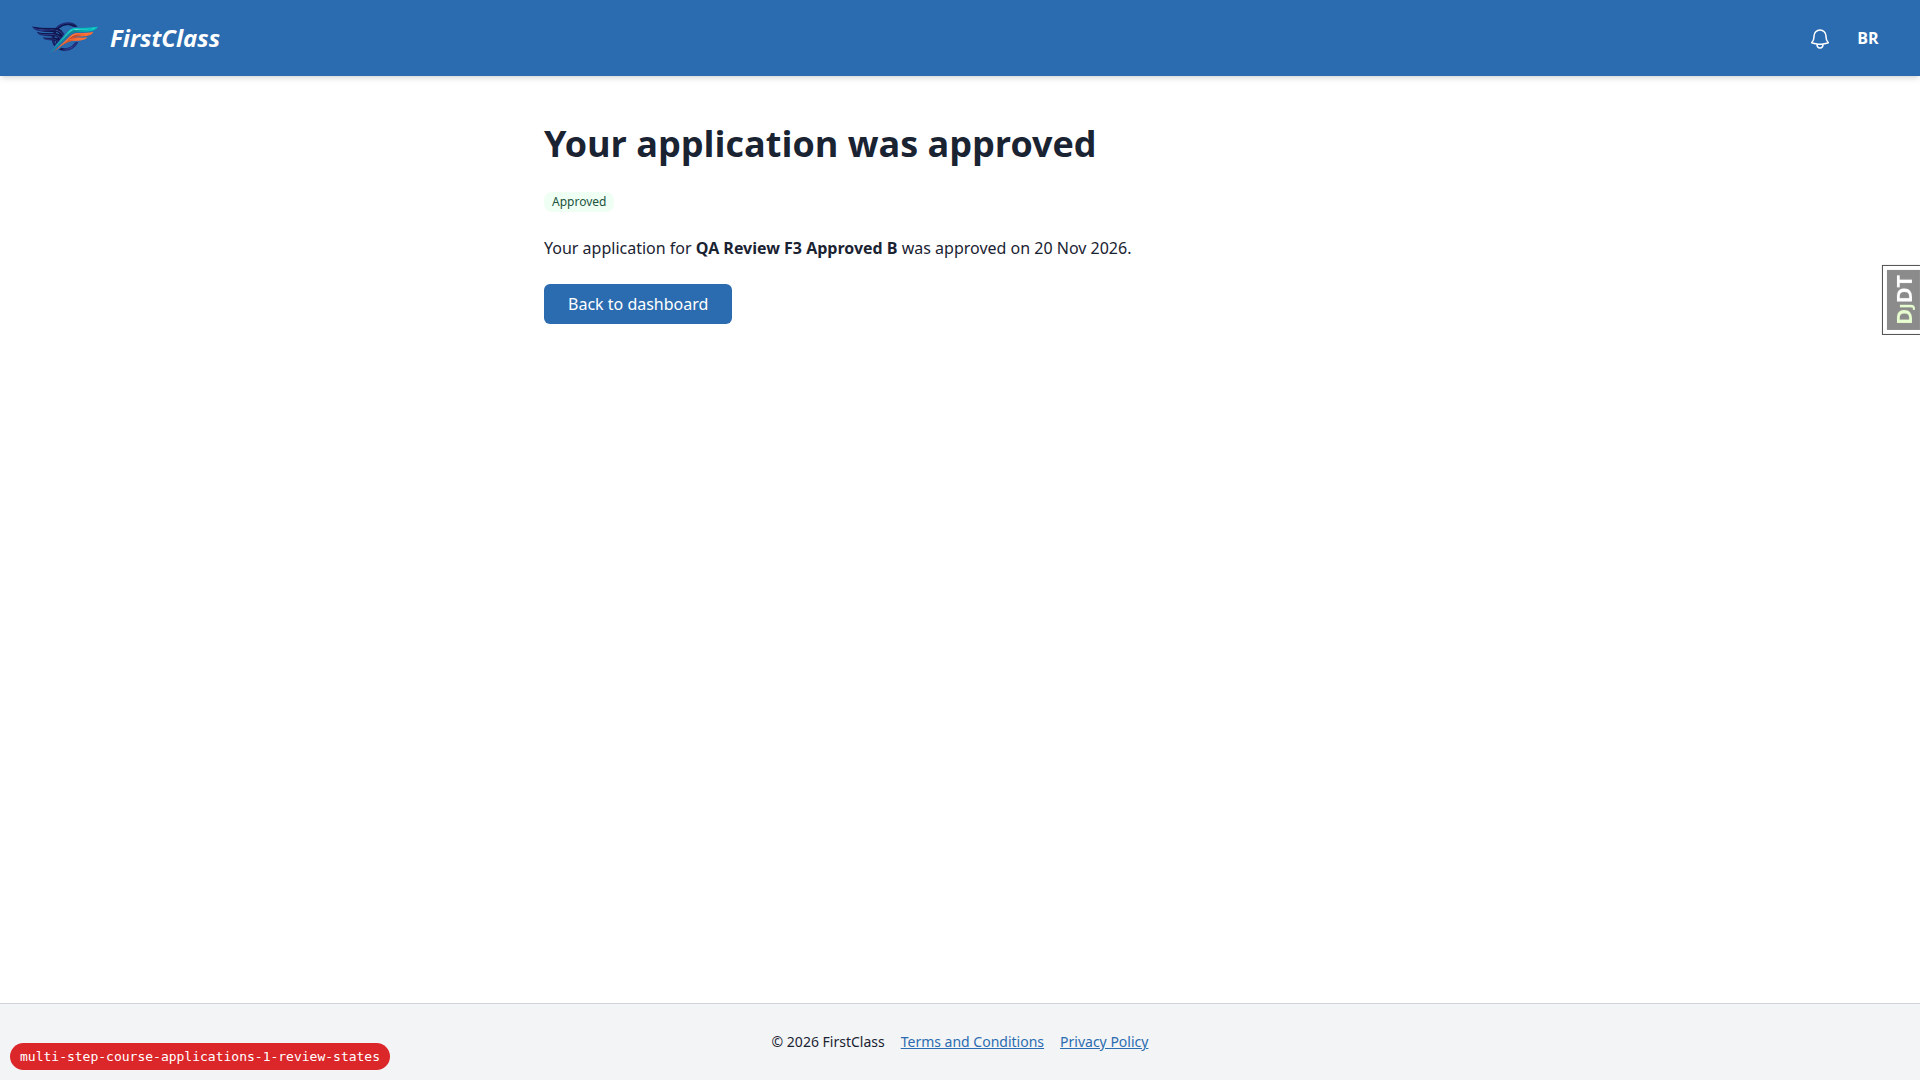 FirstClass
BR
Your application was approved
Approved
Your application for QA Review F3 Approved B was approved on 20 Nov 2026.
Back to dashboard
DJDT
© 2026 FirstClass Terms and Conditions Privacy Policy
multi-step-course-applications-1-review-states